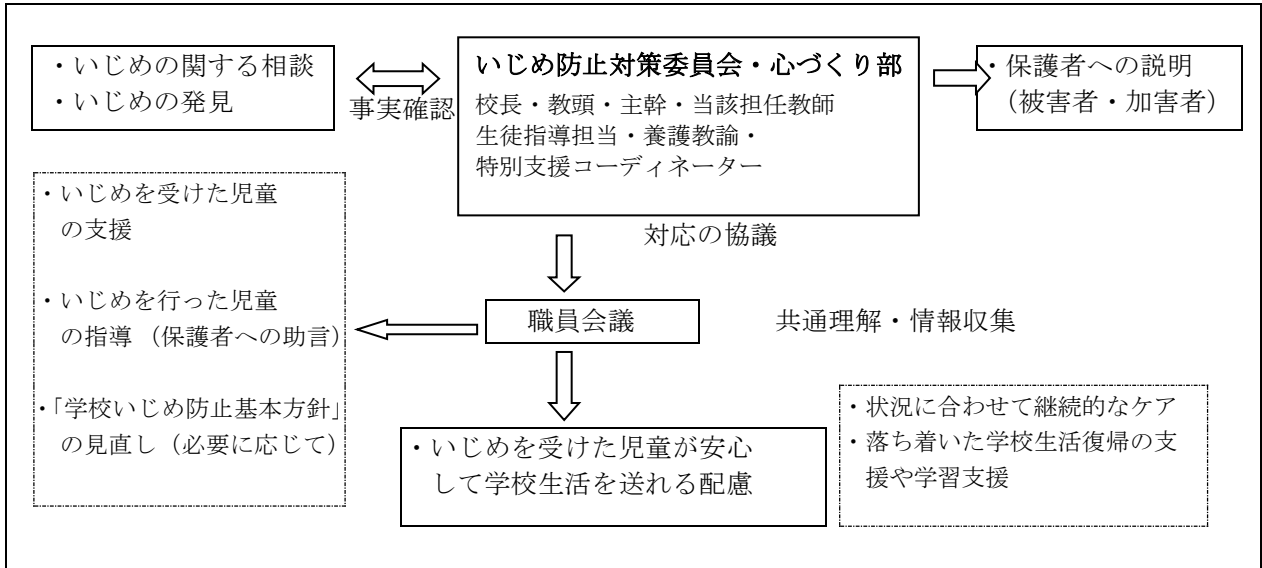 ・いじめの関する相談
・いじめの発見
事実確認
いじめ防止対策委員会・心づくり部
校長・教頭・主幹・当該担任教師
生徒指導担当・養護教諭・
特別支援コーディネーター
・保護者への説明
（被害者・加害者）
対応の協議
・いじめを受けた児童
の支援
・いじめを行った児童
の指導 （保護者への助言）
・「学校いじめ防止基本方針」
の見直し（必要に応じて）
職員会議
共通理解・情報収集
・いじめを受けた児童が安心
して学校生活を送れる配慮
・状況に合わせて継続的なケア
・落ち着いた学校生活復帰の支
援や学習支援